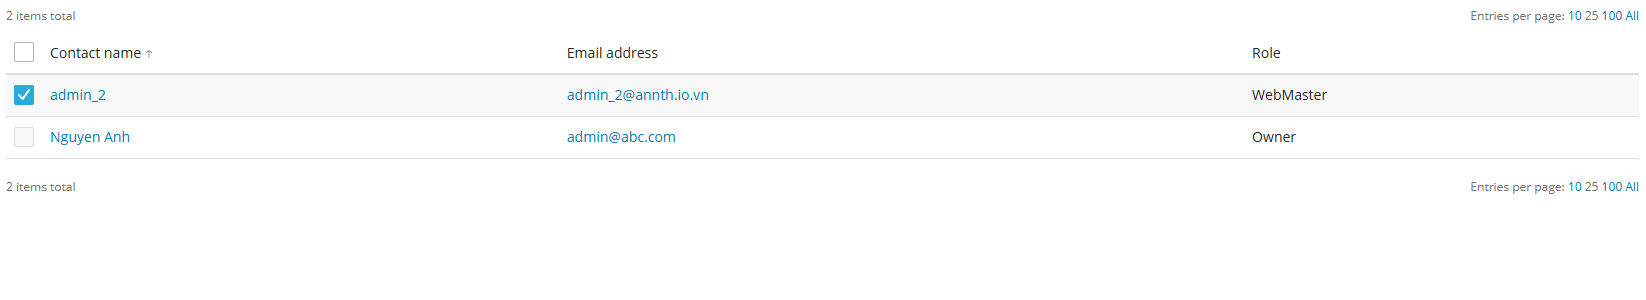 2 items total Entries per page: 10 25 100 All
Contact name ↑ Email address Role
admin_2 admin_2@annth.io.vn WebMaster
Nguyen Anh admin@abc.com Owner
2 items total Entries per page: 10 25 100 All